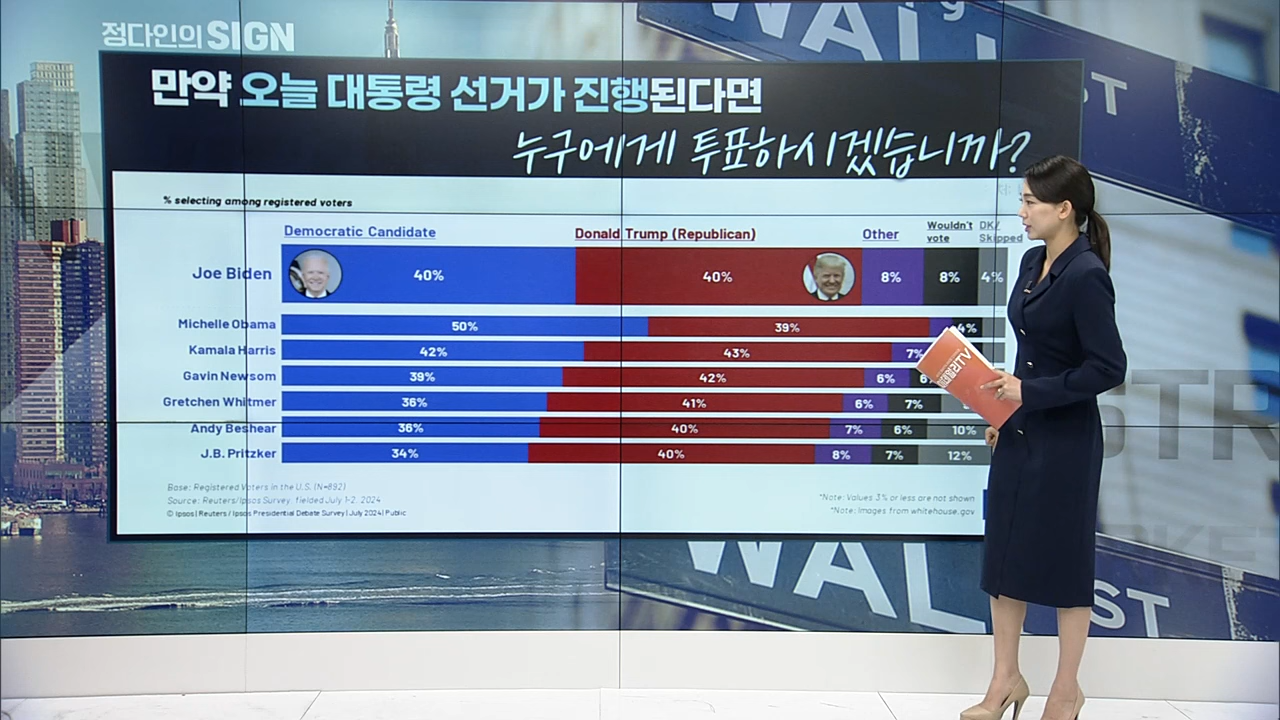 정다인의 SIGN
WALL
ST
만약 오늘 대통령 선거가 진행된다면
누구에게 투표하시겠습니까?
% selecting among registered voters
Democratic Candidate Donald Trump (Republican) Other Wouldn't vote DK/ Skipped
Joe Biden 40% 40% 8% 8% 4%
Michelle Obama 50% 39% 4%
Kamala Harris 42% 43% 7%
Gavin Newsom 39% 42% 6%
Gretchen Whitmer 36% 41% 6% 7%
Andy Beshear 36% 40% 7% 6% 10%
J.B. Pritzker 34% 40% 8% 7% 12%
Base: Registered Voters in the U.S. (N=892)
Source: Reuters/Ipsos Survey, fielded July 1-2, 2024
© Ipsos | Reuters / Ipsos Presidential Debate Survey | July 2024 | Public
*Note: Values 3% or less are not shown
*Note: Images from whitehouse.gov
WALL
ST
STR